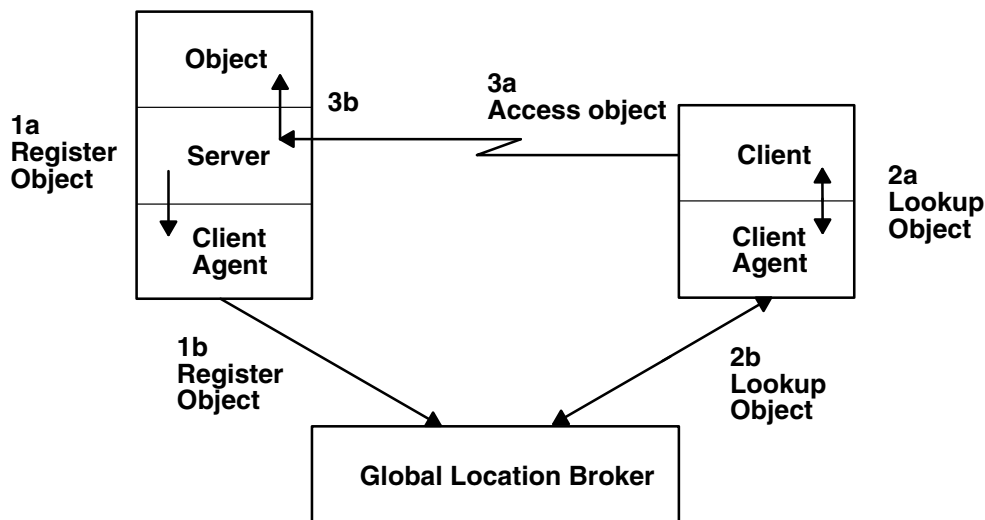 Object
3b
1a
Register
Object
Server
Client
Agent
3a
Access object
Client
2a
Lookup
Object
Client
Agent
1b
Register
Object
2b
Lookup
Object
Global Location Broker